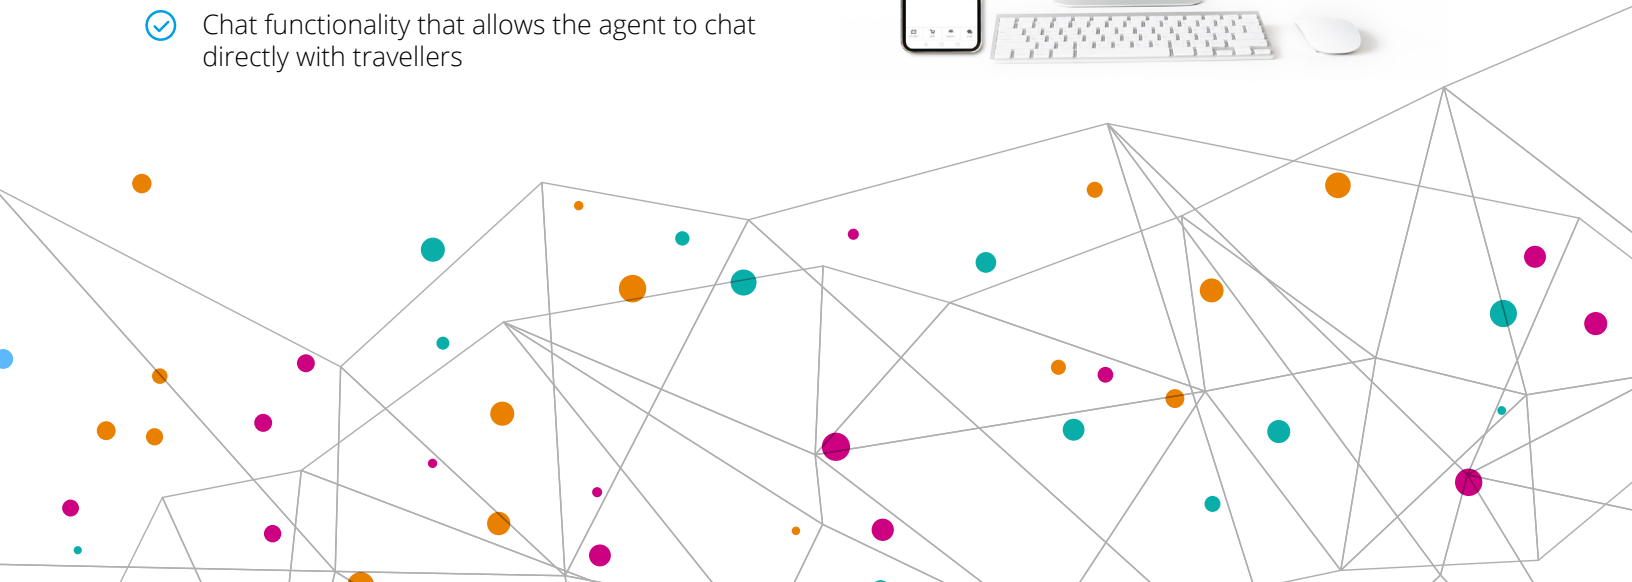 Chat functionality that allows the agent to chat
directly with travellers